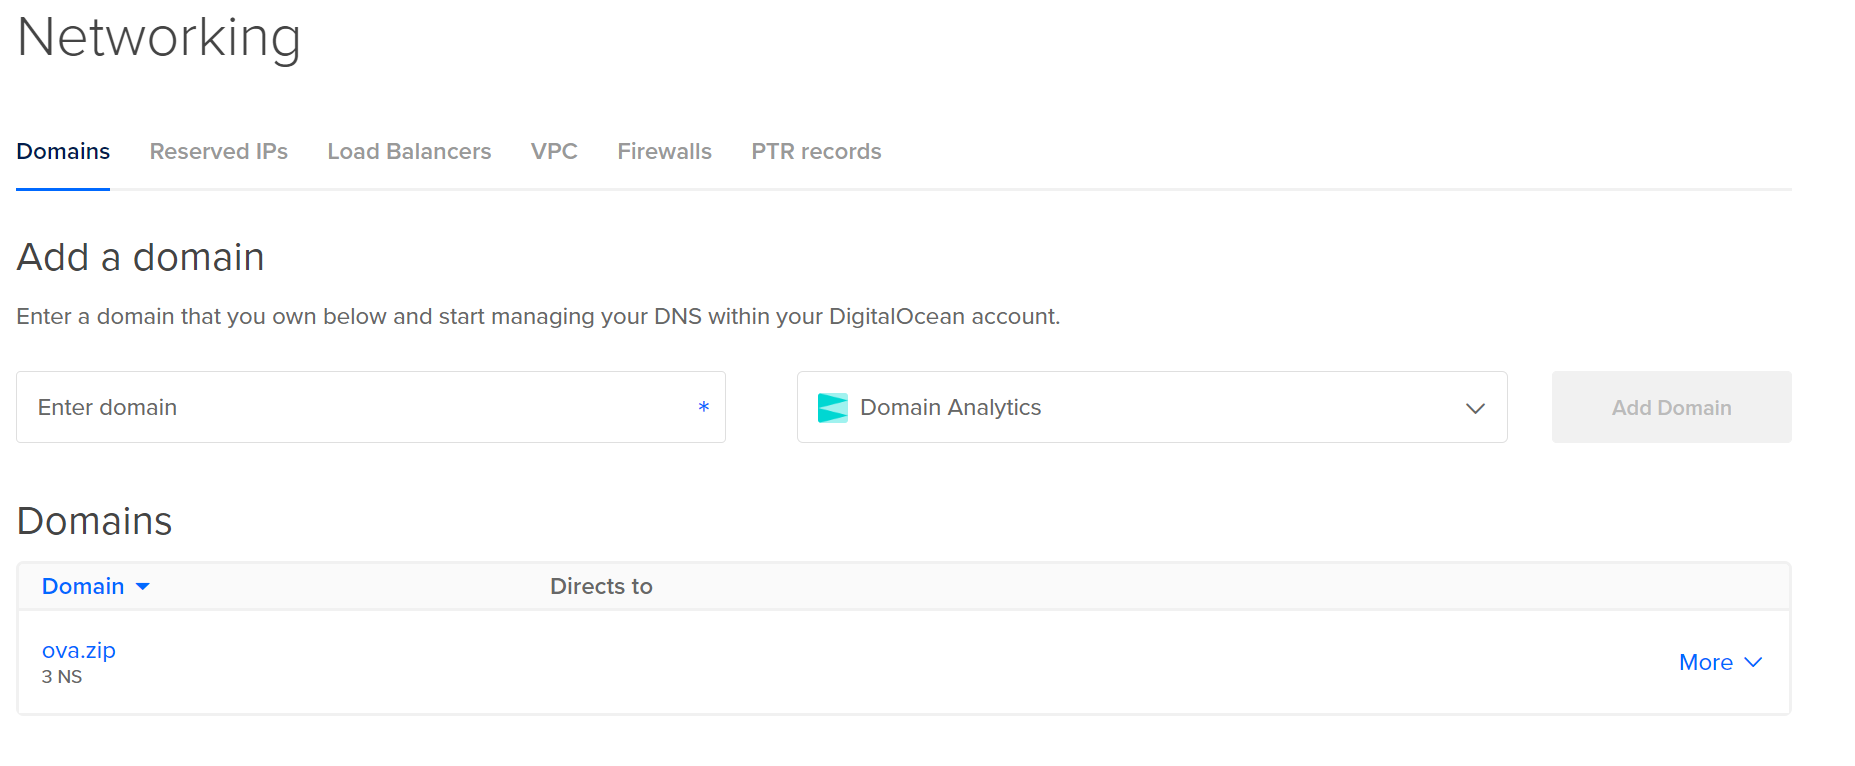 Networking
Domains Reserved IPs Load Balancers VPC Firewalls PTR records
Add a domain
Enter a domain that you own below and start managing your DNS within your DigitalOcean account.
Enter domain * Domain Analytics Add Domain
Domains
Domain Directs to
ova.zip
3 NS
More